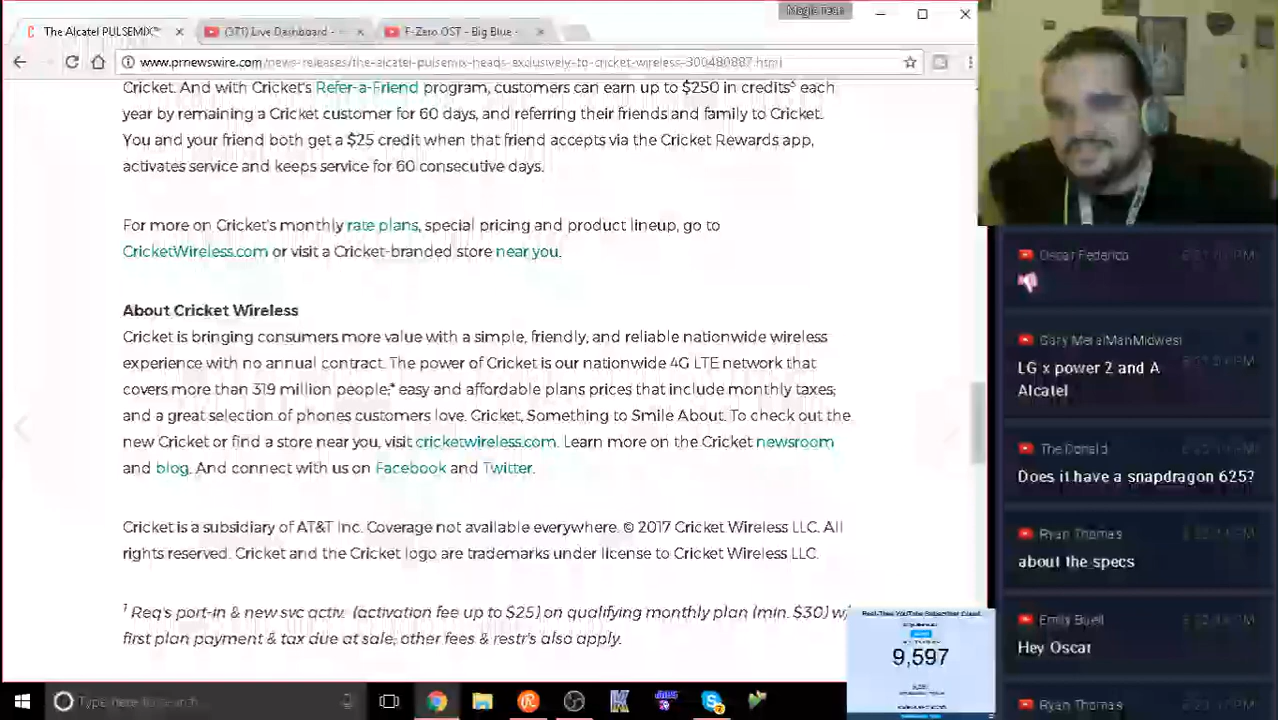 Magic Tean
The Alcatel PULSEMIX™
(371) Live Dashboard -
F-Zero OST - Big Blue -
www.prnewswire.com/news-releases/the-alcatel-pulsemix-heads-exclusively-to-cricket-wireless-300480887.html
Cricket. And with Cricket's Refer-a-Friend program, customers can earn up to $250 in credits³ each
year by remaining a Cricket customer for 60 days, and referring their friends and family to Cricket.
You and your friend both get a $25 credit when that friend accepts via the Cricket Rewards app,
activates service and keeps service for 60 consecutive days.
For more on Cricket's monthly rate plans, special pricing and product lineup, go to
CricketWireless.com or visit a Cricket-branded store near you.
About Cricket Wireless
Cricket is bringing consumers more value with a simple, friendly, and reliable nationwide wireless
experience with no annual contract. The power of Cricket is our nationwide 4G LTE network that
covers more than 319 million people;* easy and affordable plans prices that include monthly taxes;
and a great selection of phones customers love. Cricket, Something to Smile About. To check out the
new Cricket or find a store near you, visit cricketwireless.com. Learn more on the Cricket newsroom
and blog. And connect with us on Facebook and Twitter.
Cricket is a subsidiary of AT&T Inc. Coverage not available everywhere. © 2017 Cricket Wireless LLC. All
rights reserved. Cricket and the Cricket logo are trademarks under license to Cricket Wireless LLC.
¹ Req's port-in & new svc activ. (activation fee up to $25) on qualifying monthly plan (min. $30) w/
first plan payment & tax due at sale; other fees & restr's also apply.
Oscar Federico
Gary
LG x power 2 and A
Alcatel
The Donald
Does it have a snapdragon 625?
Ryan Thomas
about the specs
Emily Buell
Hey Oscar
Ryan Thomas
Real-Time YouTube Subscriber Count
9,597
Type here to search